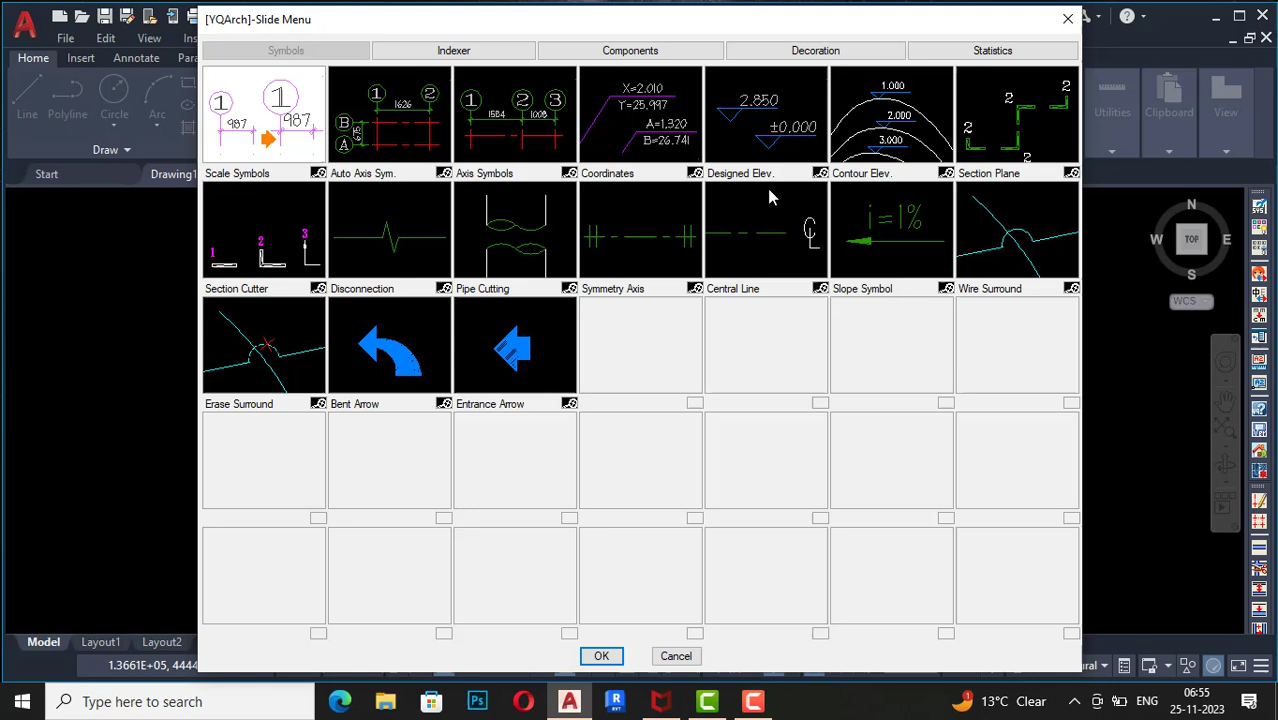 [YQArch]-Slide Menu
File
Edit
View
Home
Insert
Annotate
Line
Polyline
Circle
Arc
Draw
Utilities
Clipboard
View
Start
Drawing1
Symbols
Indexer
Components
Decoration
Statistics
1
987
1
987
1
2
1626
B
A
675
1
2
3
1584
1008
X=2.010
Y=25.997
A=1.320
B=26.741
2.850
±0.000
1.000
2.000
3.000
2
2
2
2
Scale Symbols
Auto Axis Sym.
Axis Symbols
Coordinates
Designed Elev.
Contour Elev.
Section Plane
1
2
3
i=1%
Section Cutter
Disconnection
Pipe Cutting
Symmetry Axis
Central Line
Slope Symbol
Wire Surround
Erase Surround
Bent Arrow
Entrance Arrow
N
W
TOP
E
S
WCS
OK
Cancel
Model
Layout1
Layout2
1.3661E+05, 4444
Type here to search
13°C Clear
ENG
06:55
25-11-2023